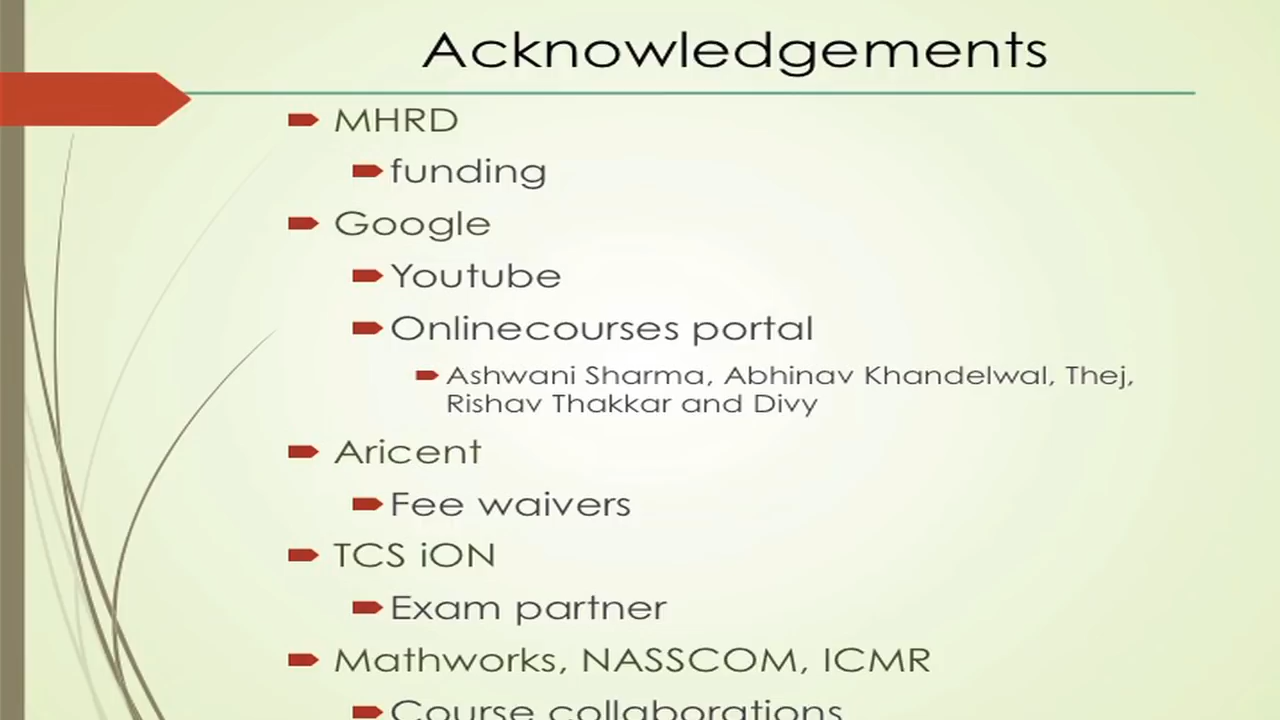 Acknowledgements
MHRD
funding
Google
Youtube
Onlinecourses portal
Ashwani Sharma, Abhinav Khandelwal, Thej,
Rishav Thakkar and Divy
Aricent
Fee waivers
TCS iON
Exam partner
Mathworks, NASSCOM, ICMR
Course collaborations